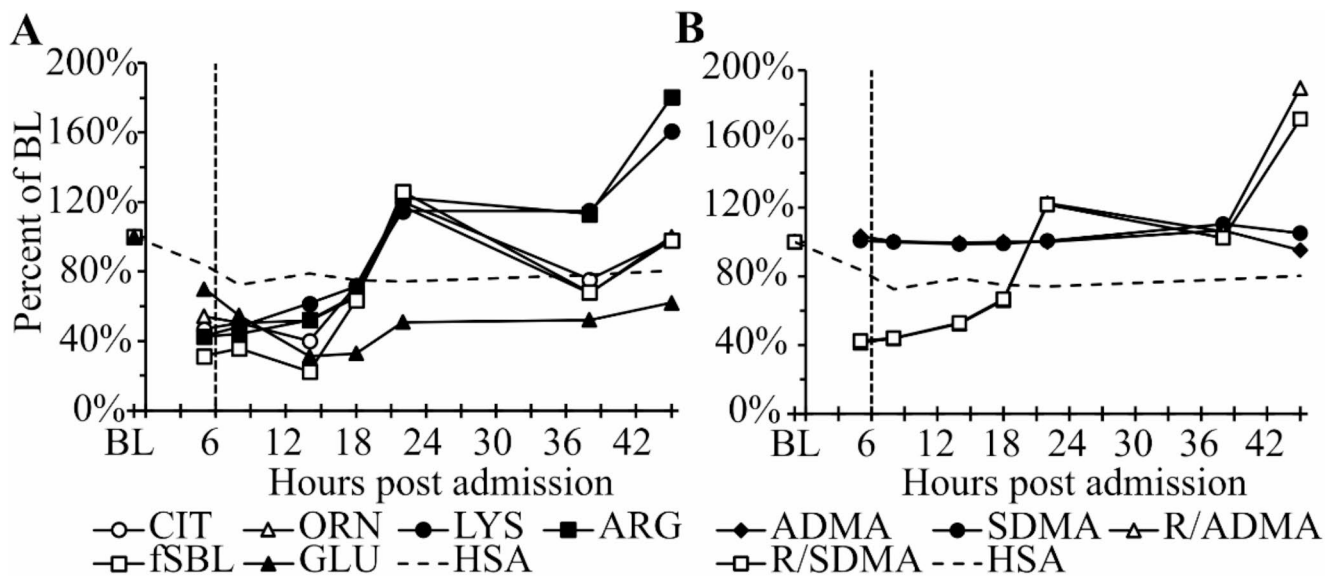 A
B
Percent of BL
200%
160%
120%
80%
40%
0%
BL 6 12 18 24 30 36 42
Hours post admission
CIT ORN LYS ARG
fSBL GLU HSA
200%
160%
120%
80%
40%
0%
BL 6 12 18 24 30 36 42
Hours post admission
ADMA SDMA R/ADMA
R/SDMA HSA